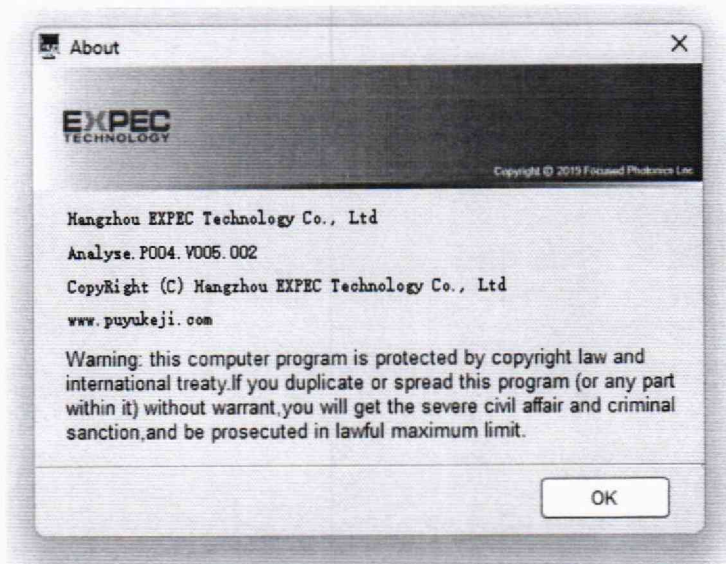 About
EXPEC
TECHNOLOGY
Copyright © 2019 Focused Photonics Lnc
Hangzhou EXPEC Technology Co., Ltd
Analyse.P004.V005.002
CopyRight (C) Hangzhou EXPEC Technology Co., Ltd
www.puyukeji.com
Warning: this computer program is protected by copyright law and
international treaty.If you duplicate or spread this program (or any part
within it) without warrant,you will get the severe civil affair and criminal
sanction,and be prosecuted in lawful maximum limit.
OK